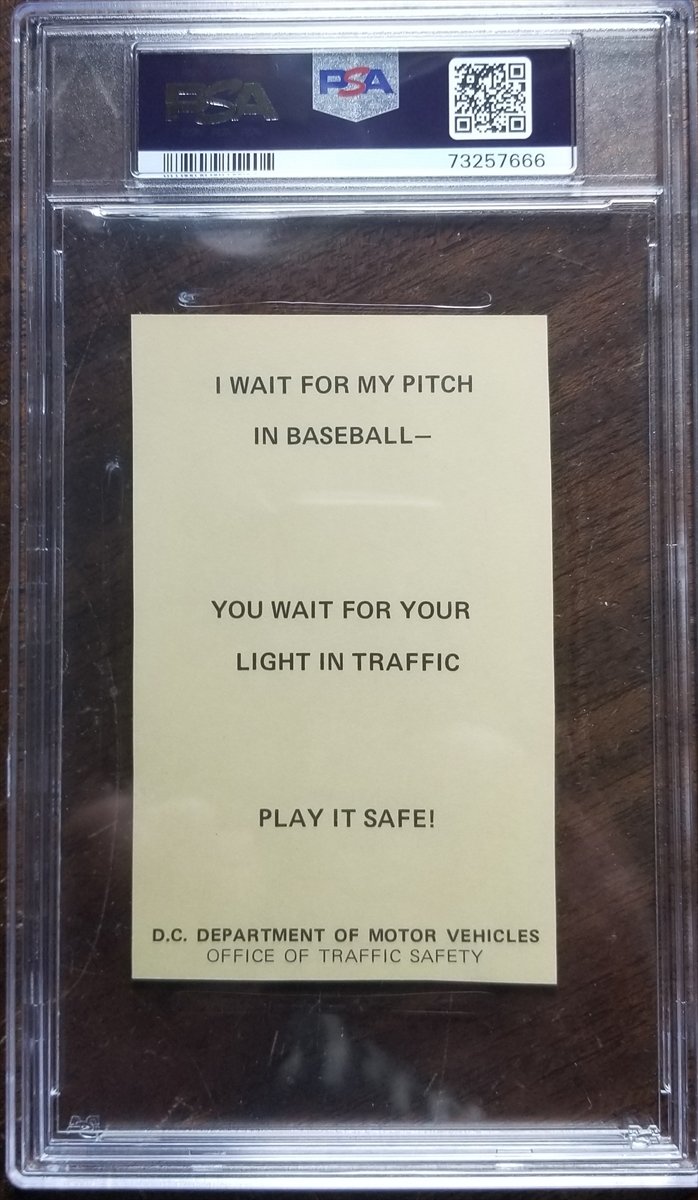 PSA
PSA
73257666
I WAIT FOR MY PITCH
IN BASEBALL—
YOU WAIT FOR YOUR
LIGHT IN TRAFFIC
PLAY IT SAFE!
D.C. DEPARTMENT OF MOTOR VEHICLES
OFFICE OF TRAFFIC SAFETY